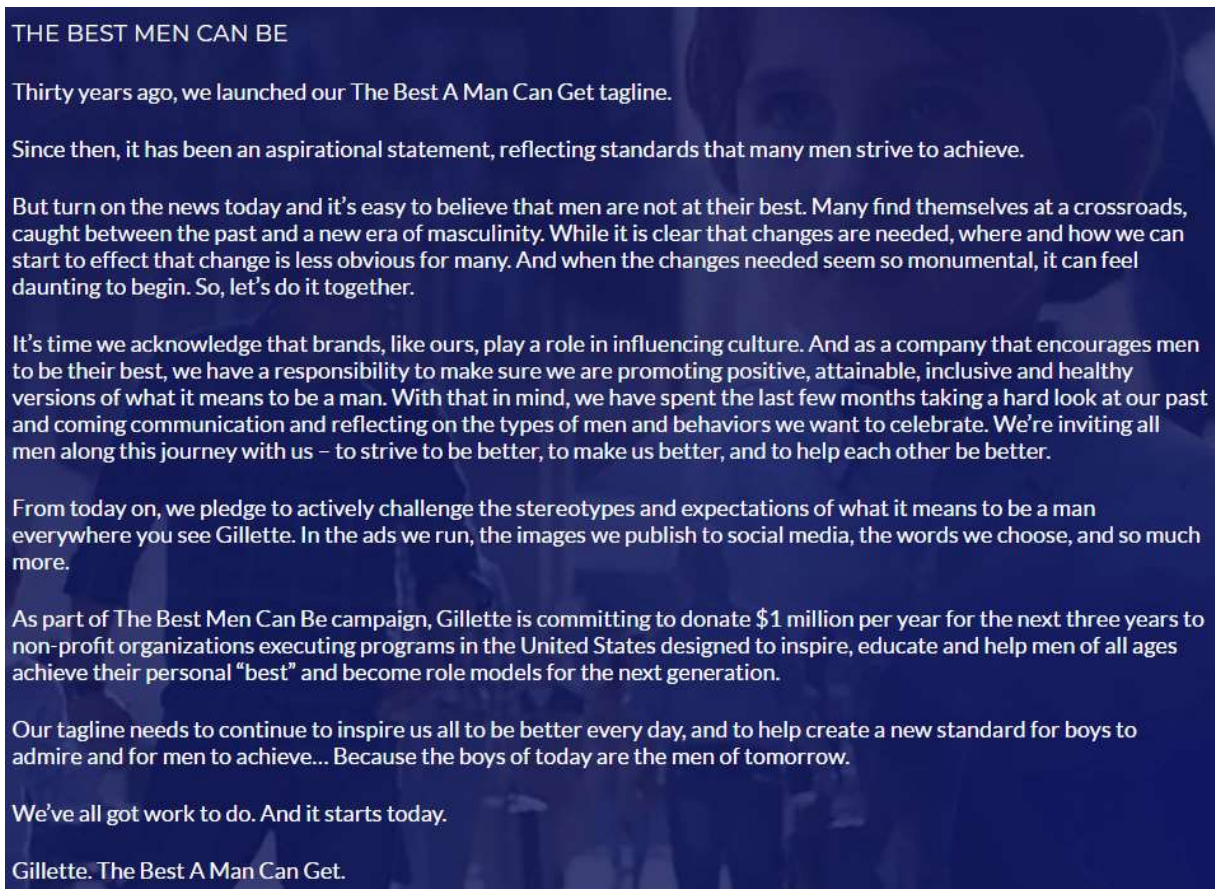 THE BEST MEN CAN BE
Thirty years ago, we launched our The Best A Man Can Get tagline.
Since then, it has been an aspirational statement, reflecting standards that many men strive to achieve.
But turn on the news today and it’s easy to believe that men are not at their best. Many find themselves at a crossroads,
caught between the past and a new era of masculinity. While it is clear that changes are needed, where and how we can
start to effect that change is less obvious for many. And when the changes needed seem so monumental, it can feel
daunting to begin. So, let’s do it together.
It’s time we acknowledge that brands, like ours, play a role in influencing culture. And as a company that encourages men
to be their best, we have a responsibility to make sure we are promoting positive, attainable, inclusive and healthy
versions of what it means to be a man. With that in mind, we have spent the last few months taking a hard look at our past
and coming communication and reflecting on the types of men and behaviors we want to celebrate. We’re inviting all
men along this journey with us – to strive to be better, to make us better, and to help each other be better.
From today on, we pledge to actively challenge the stereotypes and expectations of what it means to be a man
everywhere you see Gillette. In the ads we run, the images we publish to social media, the words we choose, and so much
more.
As part of The Best Men Can Be campaign, Gillette is committing to donate $1 million per year for the next three years to
non-profit organizations executing programs in the United States designed to inspire, educate and help men of all ages
achieve their personal “best” and become role models for the next generation.
Our tagline needs to continue to inspire us all to be better every day, and to help create a new standard for boys to
admire and for men to achieve… Because the boys of today are the men of tomorrow.
We’ve all got work to do. And it starts today.
Gillette. The Best A Man Can Get.